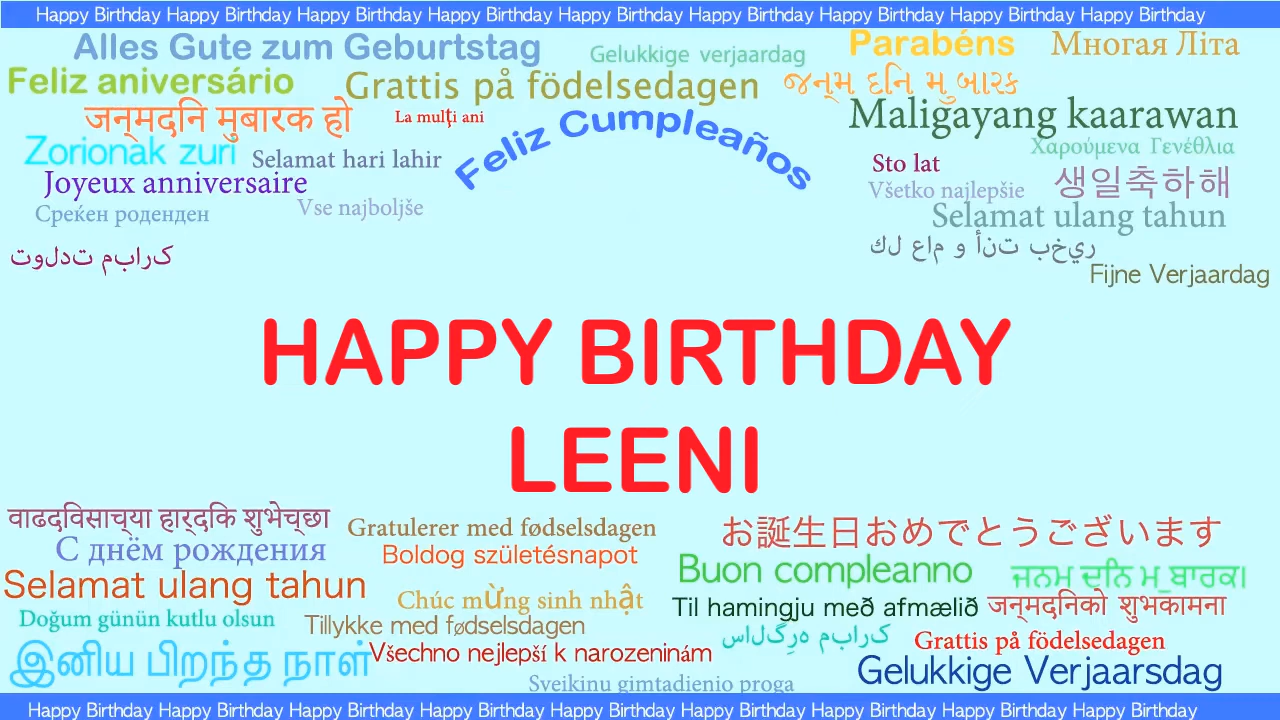 Happy Birthday Happy Birthday Happy Birthday Happy Birthday Happy Birthday Happy Birthday Happy Birthday Happy Birthday Happy Birthday
Alles Gute zum Geburtstag
Gelukkige verjaardag
Parabéns
Многая Літа
Feliz aniversário
Grattis på födelsedagen
જન્મ દિન મુબારક
जन्मदिन मुबारक हो
La mulţi ani
Feliz Cumpleaños
Maligayang kaarawan
Zorionak zuri
Selamat hari lahir
Χαρούμενα Γενέθλια
Sto lat
Joyeux anniversaire
Všetko najlepšie
생일축하해
Среќен роденден
Vse najboljše
Selamat ulang tahun
تولدت مبارک
كل عام و أنت بخير
Fijne Verjaardag
HAPPY BIRTHDAY
LEENI
वाढदिवसाच्या हार्दिक शुभेच्छा
Gratulerer med fødselsdagen
お誕生日おめでとうございます
С днём рождения
Boldog születésnapot
Buon compleanno
ਜਨਮ ਦਿਨ ਮੁਬਾਰਕ।
Selamat ulang tahun
Chúc mừng sinh nhật
Til hamingju með afmælið
जन्मदिनको शुभकामना
Doğum günün kutlu olsun
Tillykke med fødselsdagen
سالگرہ مبارک
Grattis på födelsedagen
இனிய பிறந்த நாள்
Všechno nejlepší k narozeninám
Gelukkige Verjaarsdag
Sveikinu gimtadienio proga
Happy Birthday Happy Birthday Happy Birthday Happy Birthday Happy Birthday Happy Birthday Happy Birthday Happy Birthday Happy Birthday